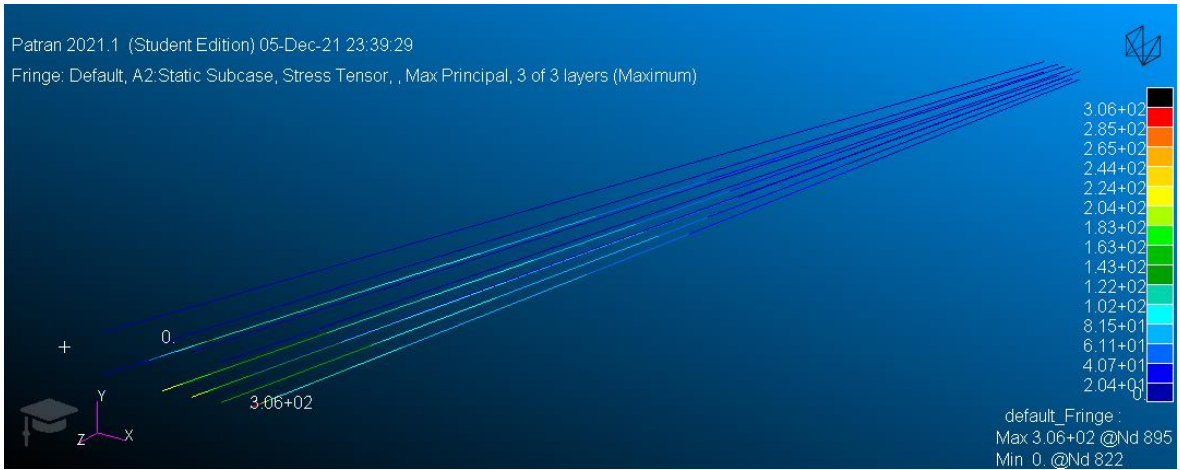 Patran 2021.1 (Student Edition) 05-Dec-21 23:39:29
Fringe: Default, A2:Static Subcase, Stress Tensor, , Max Principal, 3 of 3 layers (Maximum)
3.06+02
2.85+02
2.65+02
2.44+02
2.24+02
2.04+02
1.83+02
1.63+02
1.43+02
1.22+02
1.02+02
8.15+01
6.11+01
4.07+01
2.04+01
0.
0.
3.06+02
Y
Z
X
default_Fringe :
Max 3.06+02 @Nd 895
Min 0. @Nd 822